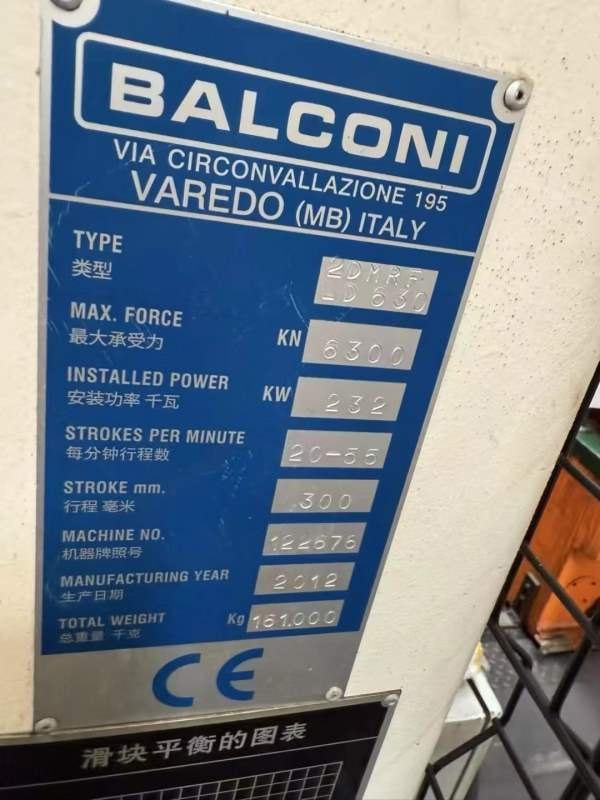 BALCONI
VIA CIRCONVALLAZIONE 195
VAREDO (MB) ITALY
TYPE
类型
2DMRF
LD 630
MAX. FORCE
最大承受力
KN 6300
INSTALLED POWER
安装功率 千瓦
KW 232
STROKES PER MINUTE
每分钟行程数
20-55
STROKE mm.
行程 毫米
300
MACHINE NO.
机器牌照号
122676
MANUFACTURING YEAR
生产日期
2012
TOTAL WEIGHT
总重量 千克
Kg 161.000
CE
滑块平衡的图表